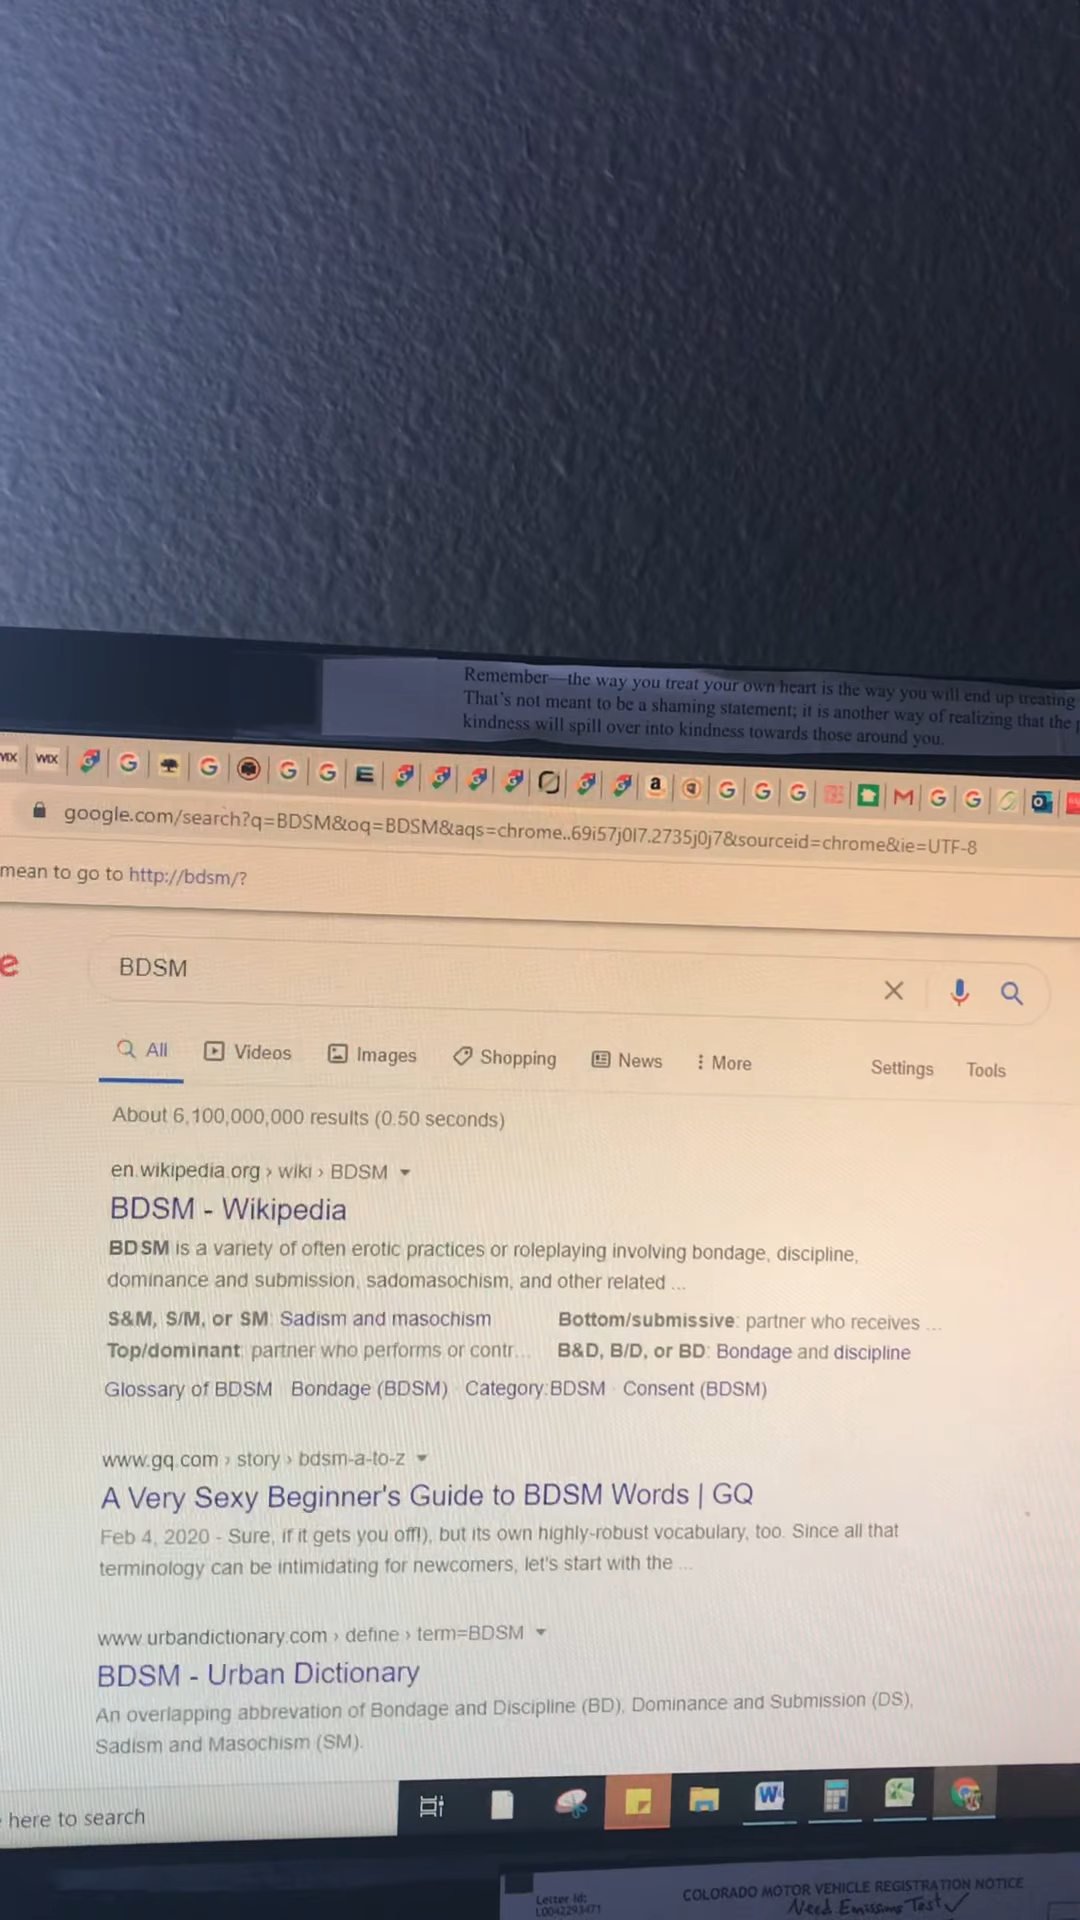 Remember—the way you treat your own heart is the way you will end up treating
That's not meant to be a shaming statement; it is another way of realizing that the
kindness will spill over into kindness towards those around you.
WIX WIX
google.com/search?q=BDSM&oq=BDSM&aqs=chrome..69i57j0l7.2735j0j7&sourceid=chrome&ie=UTF-8
mean to go to http://bdsm/?
e BDSM
All Videos Images Shopping News More Settings Tools
About 6,100,000,000 results (0.50 seconds)
en.wikipedia.org › wiki › BDSM
BDSM - Wikipedia
BDSM is a variety of often erotic practices or roleplaying involving bondage, discipline,
dominance and submission, sadomasochism, and other related ...
S&M, S/M, or SM: Sadism and masochism Bottom/submissive: partner who receives ...
Top/dominant: partner who performs or contr... B&D, B/D, or BD: Bondage and discipline
Glossary of BDSM · Bondage (BDSM) · Category:BDSM · Consent (BDSM)
www.gq.com › story › bdsm-a-to-z
A Very Sexy Beginner's Guide to BDSM Words | GQ
Feb 4, 2020 - Sure, if it gets you off!), but its own highly-robust vocabulary, too. Since all that
terminology can be intimidating for newcomers, let's start with the ...
www.urbandictionary.com › define › term=BDSM
BDSM - Urban Dictionary
An overlapping abbrevation of Bondage and Discipline (BD), Dominance and Submission (DS),
Sadism and Masochism (SM).
here to search
Letter Id:
L0042293471
COLORADO MOTOR VEHICLE REGISTRATION NOTICE
Need Emissions Test ✓